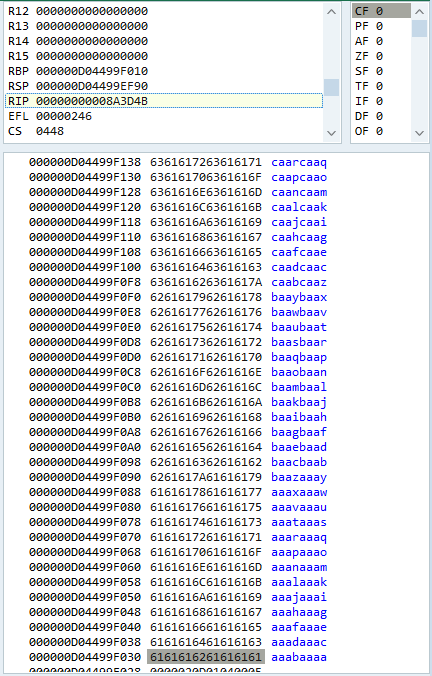 R12 0000000000000000
R13 0000000000000000
R14 0000000000000000
R15 0000000000000000
RBP 000000D04499F010
RSP 000000D04499EF90
RIP 00000000008A3D4B
EFL 00000246
CS 0448
CF 0
PF 0
AF 0
ZF 0
SF 0
TF 0
IF 0
DF 0
OF 0
000000D04499F138 6361617263616171 caarcaaq
000000D04499F130 636161706361616F caapcaao
000000D04499F128 6361616E6361616D caancaam
000000D04499F120 6361616C6361616B caalcaak
000000D04499F118 6361616A63616169 caajcaai
000000D04499F110 6361616863616167 caahcaag
000000D04499F108 6361616663616165 caafcaae
000000D04499F100 6361616463616163 caadcaac
000000D04499F0F8 636161626361617A caabcaaz
000000D04499F0F0 6261617962616178 baaybaax
000000D04499F0E8 6261617762616176 baawbaav
000000D04499F0E0 6261617562616174 baaubaat
000000D04499F0D8 6261617362616172 baasbaar
000000D04499F0D0 6261617162616170 baaqbaap
000000D04499F0C8 6261616F6261616E baaobaan
000000D04499F0C0 6261616D6261616C baambaal
000000D04499F0B8 6261616B6261616A baakbaaj
000000D04499F0B0 6261616962616168 baaibaah
000000D04499F0A8 6261616762616166 baagbaaf
000000D04499F0A0 6261616562616164 baaebaad
000000D04499F098 6261616362616162 baacbaab
000000D04499F090 6261617A61616179 baazaaay
000000D04499F088 6161617861616177 aaaxaaaw
000000D04499F080 6161617661616175 aaavaaau
000000D04499F078 6161617461616173 aaataaas
000000D04499F070 6161617261616171 aaaraaaq
000000D04499F068 616161706161616F aaapaaao
000000D04499F060 6161616E6161616D aaanaaam
000000D04499F058 6161616C6161616B aaalaaak
000000D04499F050 6161616A61616169 aaajaaai
000000D04499F048 6161616861616167 aaahaaag
000000D04499F040 6161616661616165 aaafaaae
000000D04499F038 6161616461616163 aaadaaac
000000D04499F030 6161616261616161 aaabaaaa